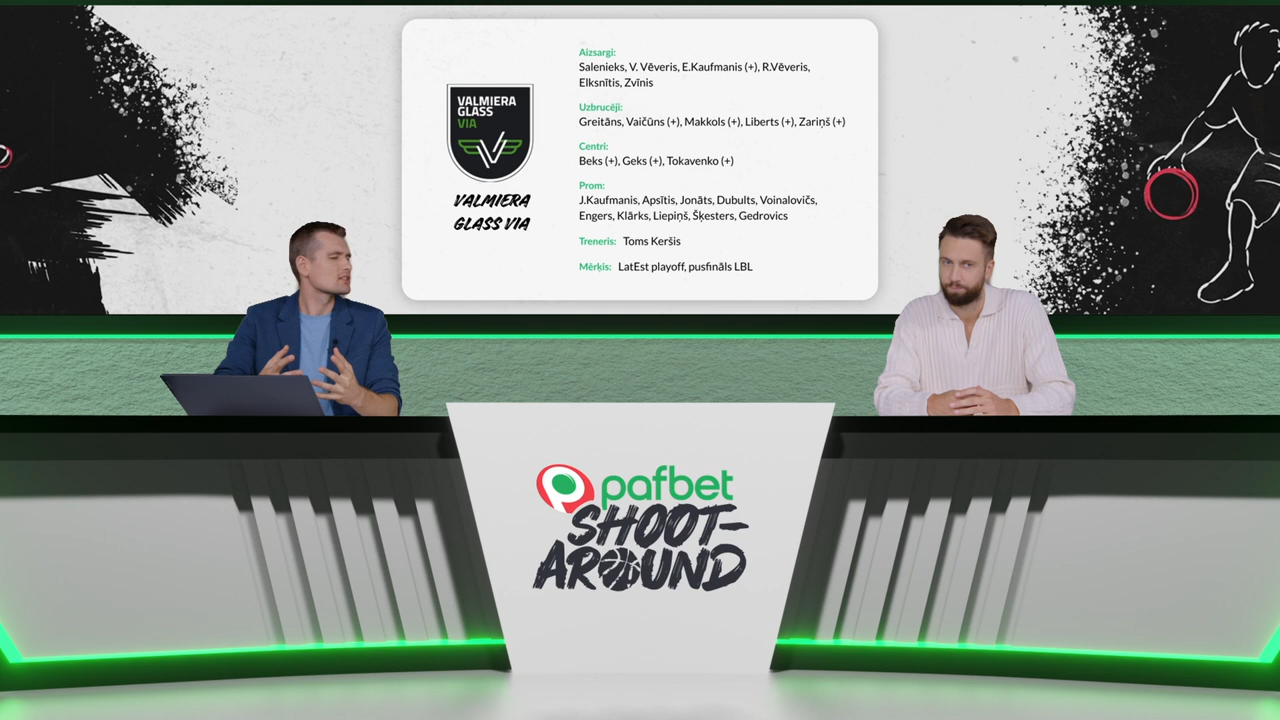 VALMIERA
GLASS
VIA
VALMIERA
GLASS VIA
Aizsargi:
Salenieks, V. Vēveris, E.Kaufmanis (+), R.Vēveris,
Elksnītis, Zvīnis
Uzbrucēji:
Greitāns, Vaičūns (+), Makkols (+), Liberts (+), Zariņš (+)
Centri:
Beks (+), Geks (+), Tokavenko (+)
Prom:
J.Kaufmanis, Apsītis, Jonāts, Dubults, Voinalovičs,
Engers, Klārks, Liepiņš, Šķesters, Gedrovics
Treneris: Toms Keršis
Mērķis: LatEst playoff, pusfināls LBL
pafbet
SHOOT-
AROUND